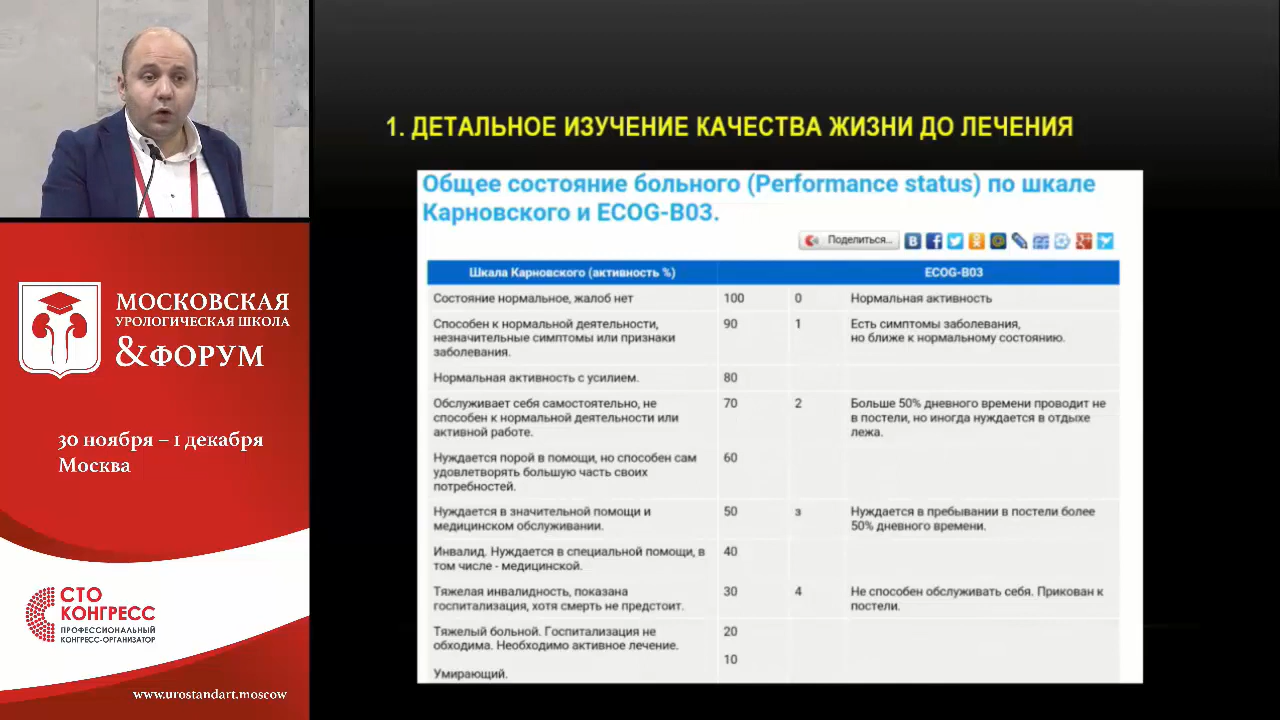 МОСКОВСКАЯ
УРОЛОГИЧЕСКАЯ ШКОЛА
&ФОРУМ
30 ноября – 1 декабря
Москва
СТО
КОНГРЕСС
ПРОФЕССИОНАЛЬНЫЙ
КОНГРЕСС-ОРГАНИЗАТОР
www.urostandart.moscow
1. ДЕТАЛЬНОЕ ИЗУЧЕНИЕ КАЧЕСТВА ЖИЗНИ ДО ЛЕЧЕНИЯ
Общее состояние больного (Performance status) по шкале
Карновского и ECOG-B03.
Поделиться...
Шкала Карновского (активность %) ECOG-B03
Состояние нормальное, жалоб нет 100 0 Нормальная активность
Способен к нормальной деятельности, 90 1 Есть симптомы заболевания,
незначительные симптомы или признаки но ближе к нормальному состоянию.
заболевания.
Нормальная активность с усилием. 80
Обслуживает себя самостоятельно, не 70 2 Больше 50% дневного времени проводит не
способен к нормальной деятельности или в постели, но иногда нуждается в отдыхе
активной работе. лежа.
Нуждается порой в помощи, но способен сам 60
удовлетворять большую часть своих
потребностей.
Нуждается в значительной помощи и 50 з Нуждается в пребывании в постели более
медицинском обслуживании. 50% дневного времени.
Инвалид. Нуждается в специальной помощи, в 40
том числе - медицинской.
Тяжелая инвалидность, показана 30 4 Не способен обслуживать себя. Прикован к
госпитализация, хотя смерть не предстоит. постели.
Тяжелый больной. Госпитализация не 20
обходима. Необходимо активное лечение.
10
Умирающий.